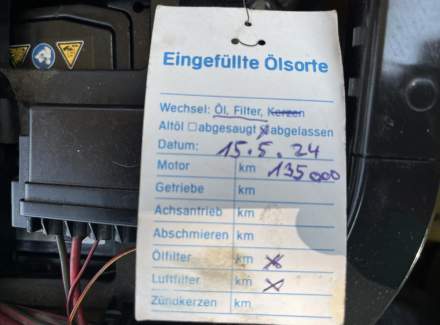 Eingefüllte Ölsorte
Wechsel: Öl, Filter, Kerzen
Altöl ☐ abgesaugt ☒ abgelassen
Datum: 15.5.24
Motor km 135000
Getriebe km
Achsantrieb km
Abschmieren km
Ölfilter km X
Luftfilter km X
Zündkerzen km